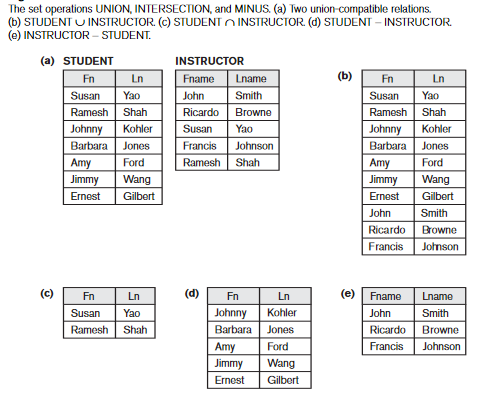 The set operations UNION, INTERSECTION, and MINUS. (a) Two union-compatible relations.
(b) STUDENT ∪ INSTRUCTOR. (c) STUDENT ∩ INSTRUCTOR. (d) STUDENT – INSTRUCTOR.
(e) INSTRUCTOR – STUDENT.
(a) STUDENT
Fn Ln
Susan Yao
Ramesh Shah
Johnny Kohler
Barbara Jones
Amy Ford
Jimmy Wang
Ernest Gilbert
INSTRUCTOR
Fname Lname
John Smith
Ricardo Browne
Susan Yao
Francis Johnson
Ramesh Shah
(b)
Fn Ln
Susan Yao
Ramesh Shah
Johnny Kohler
Barbara Jones
Amy Ford
Jimmy Wang
Ernest Gilbert
John Smith
Ricardo Browne
Francis Johnson
(c)
Fn Ln
Susan Yao
Ramesh Shah
(d)
Fn Ln
Johnny Kohler
Barbara Jones
Amy Ford
Jimmy Wang
Ernest Gilbert
(e)
Fname Lname
John Smith
Ricardo Browne
Francis Johnson